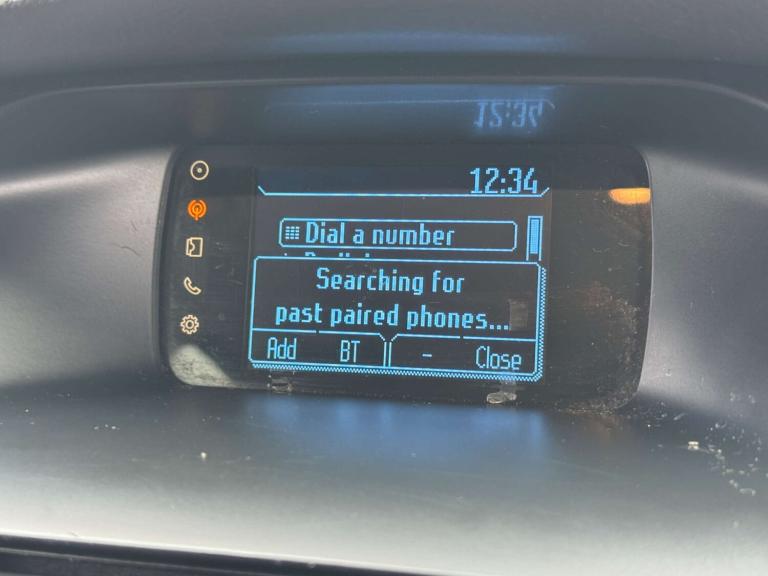 12:34
Dial a number
Searching for
past paired phones...
Add BT - Close